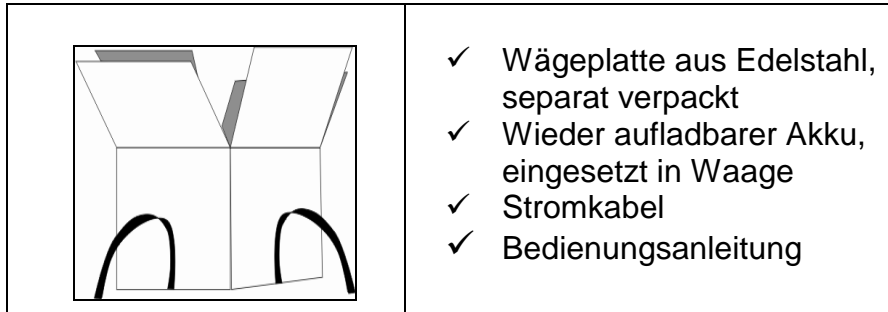 ✓ Wägeplatte aus Edelstahl,
separat verpackt
✓ Wieder aufladbarer Akku,
eingesetzt in Waage
✓ Stromkabel
✓ Bedienungsanleitung